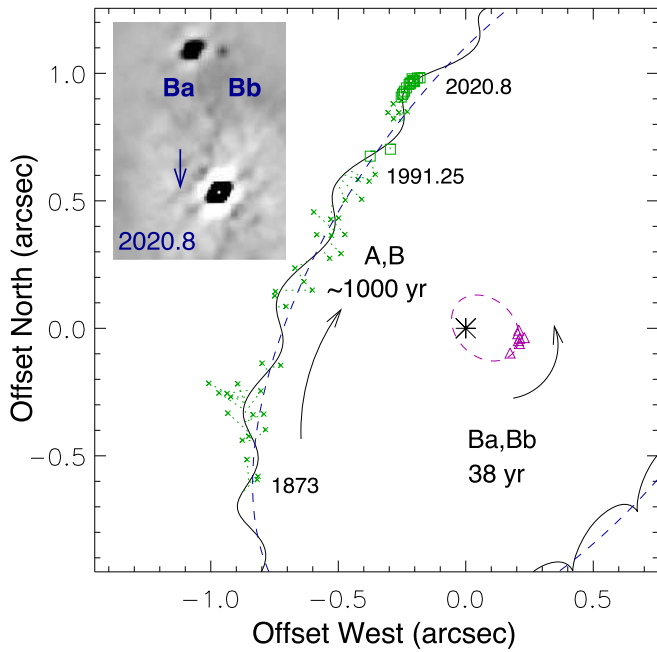 Ba Bb
2020.8
2020.8
1991.25
A,B
~1000 yr
Ba,Bb
38 yr
1873
1.0
0.5
0.0
−0.5
−1.0 −0.5 0.0 0.5
Offset North (arcsec)
Offset West (arcsec)